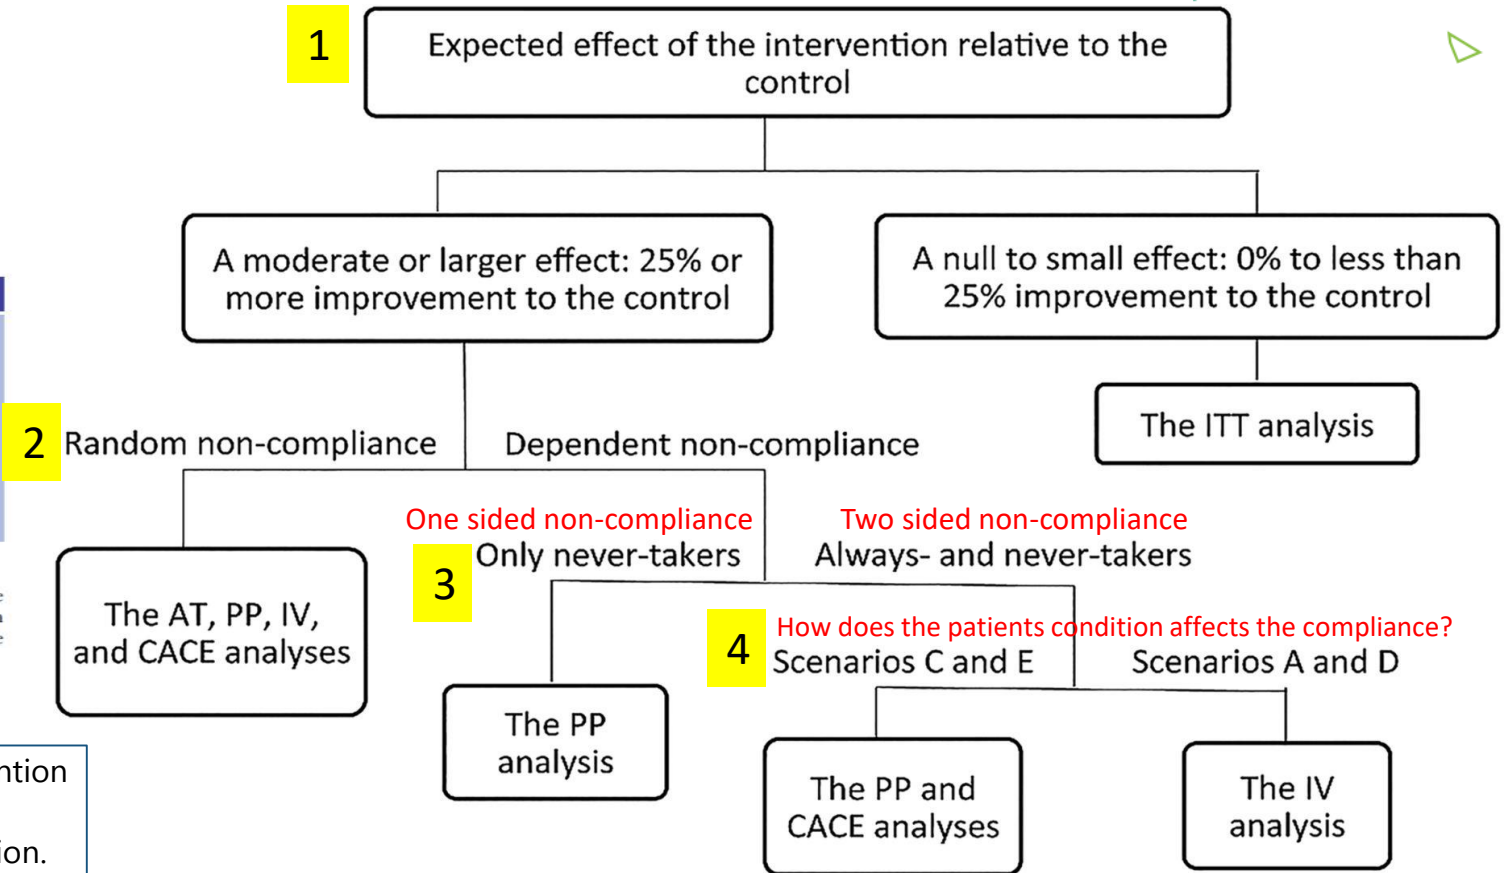 1
Expected effect of the intervention relative to the
control
A moderate or larger effect: 25% or
more improvement to the control
A null to small effect: 0% to less than
25% improvement to the control
The ITT analysis
2
Random non-compliance
Dependent non-compliance
One sided non-compliance
Two sided non-compliance
3
Only never-takers
Always- and never-takers
The AT, PP, IV,
and CACE analyses
4
How does the patients condition affects the compliance?
Scenarios C and E
Scenarios A and D
The PP
analysis
The PP and
CACE analyses
The IV
analysis
ntion
ion.